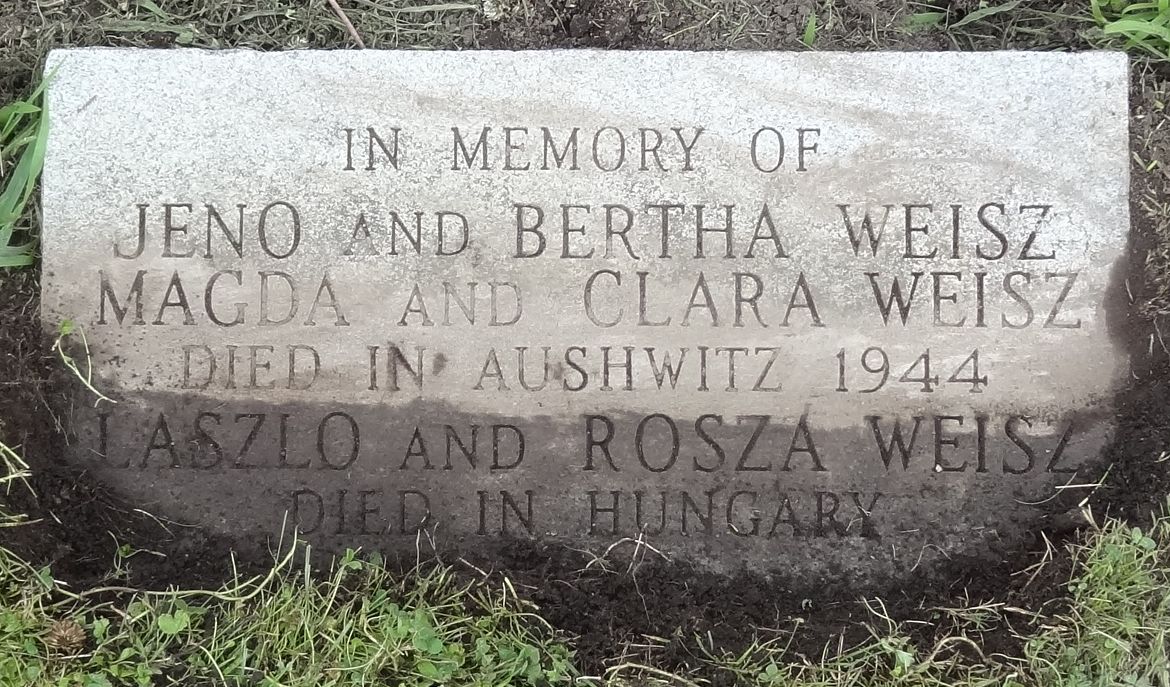 IN MEMORY OF
JENO AND BERTHA WEISZ
MAGDA AND CLARA WEISZ
DIED IN AUSHWITZ 1944
LASZLO AND ROSZA WEISZ
DIED IN HUNGARY